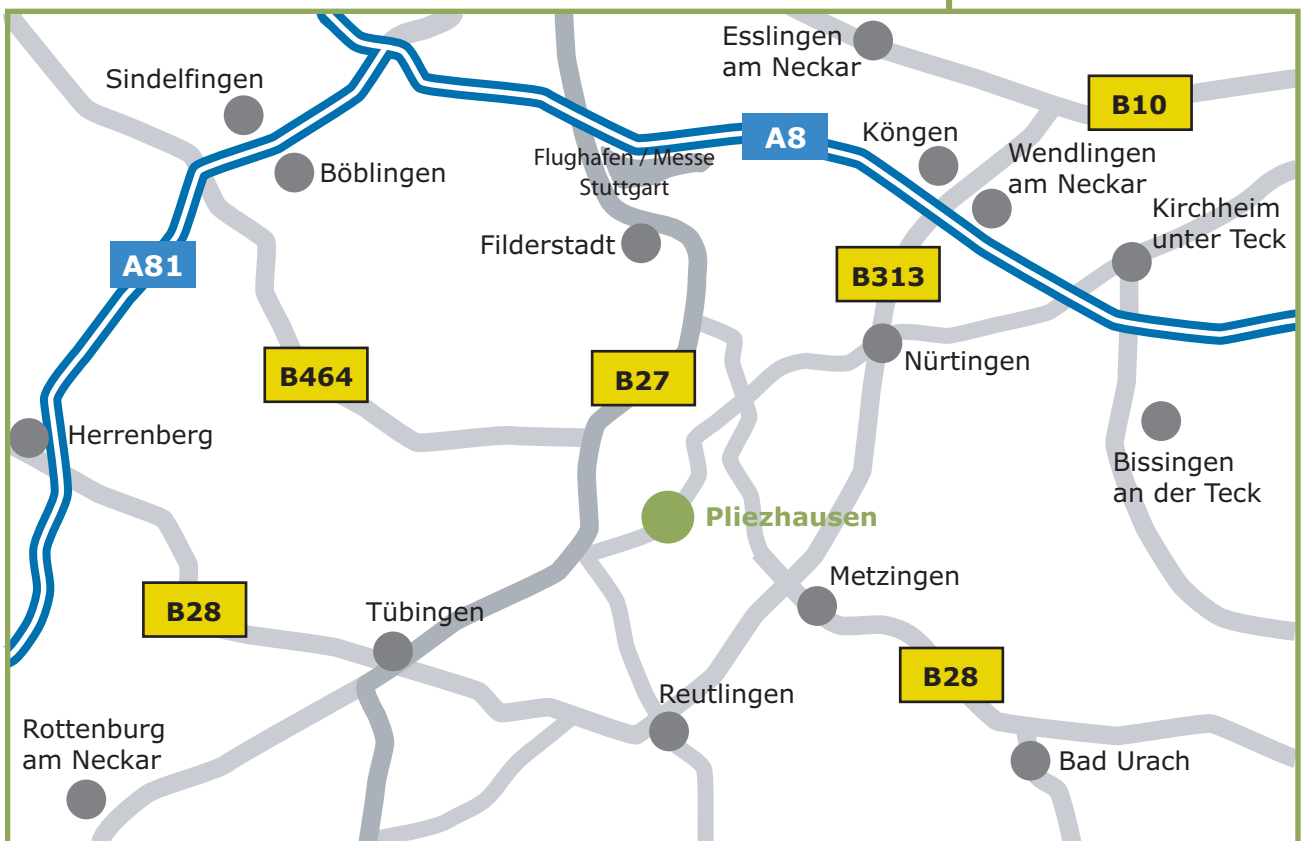 Esslingen
am Neckar
Sindelfingen
B10
A8
Köngen
Flughafen / Messe
Stuttgart
Wendlingen
am Neckar
Böblingen
Kirchheim
unter Teck
Filderstadt
A81
B313
Nürtingen
B464
B27
Herrenberg
Bissingen
an der Teck
Pliezhausen
Metzingen
B28
Tübingen
B28
Reutlingen
Rottenburg
am Neckar
Bad Urach